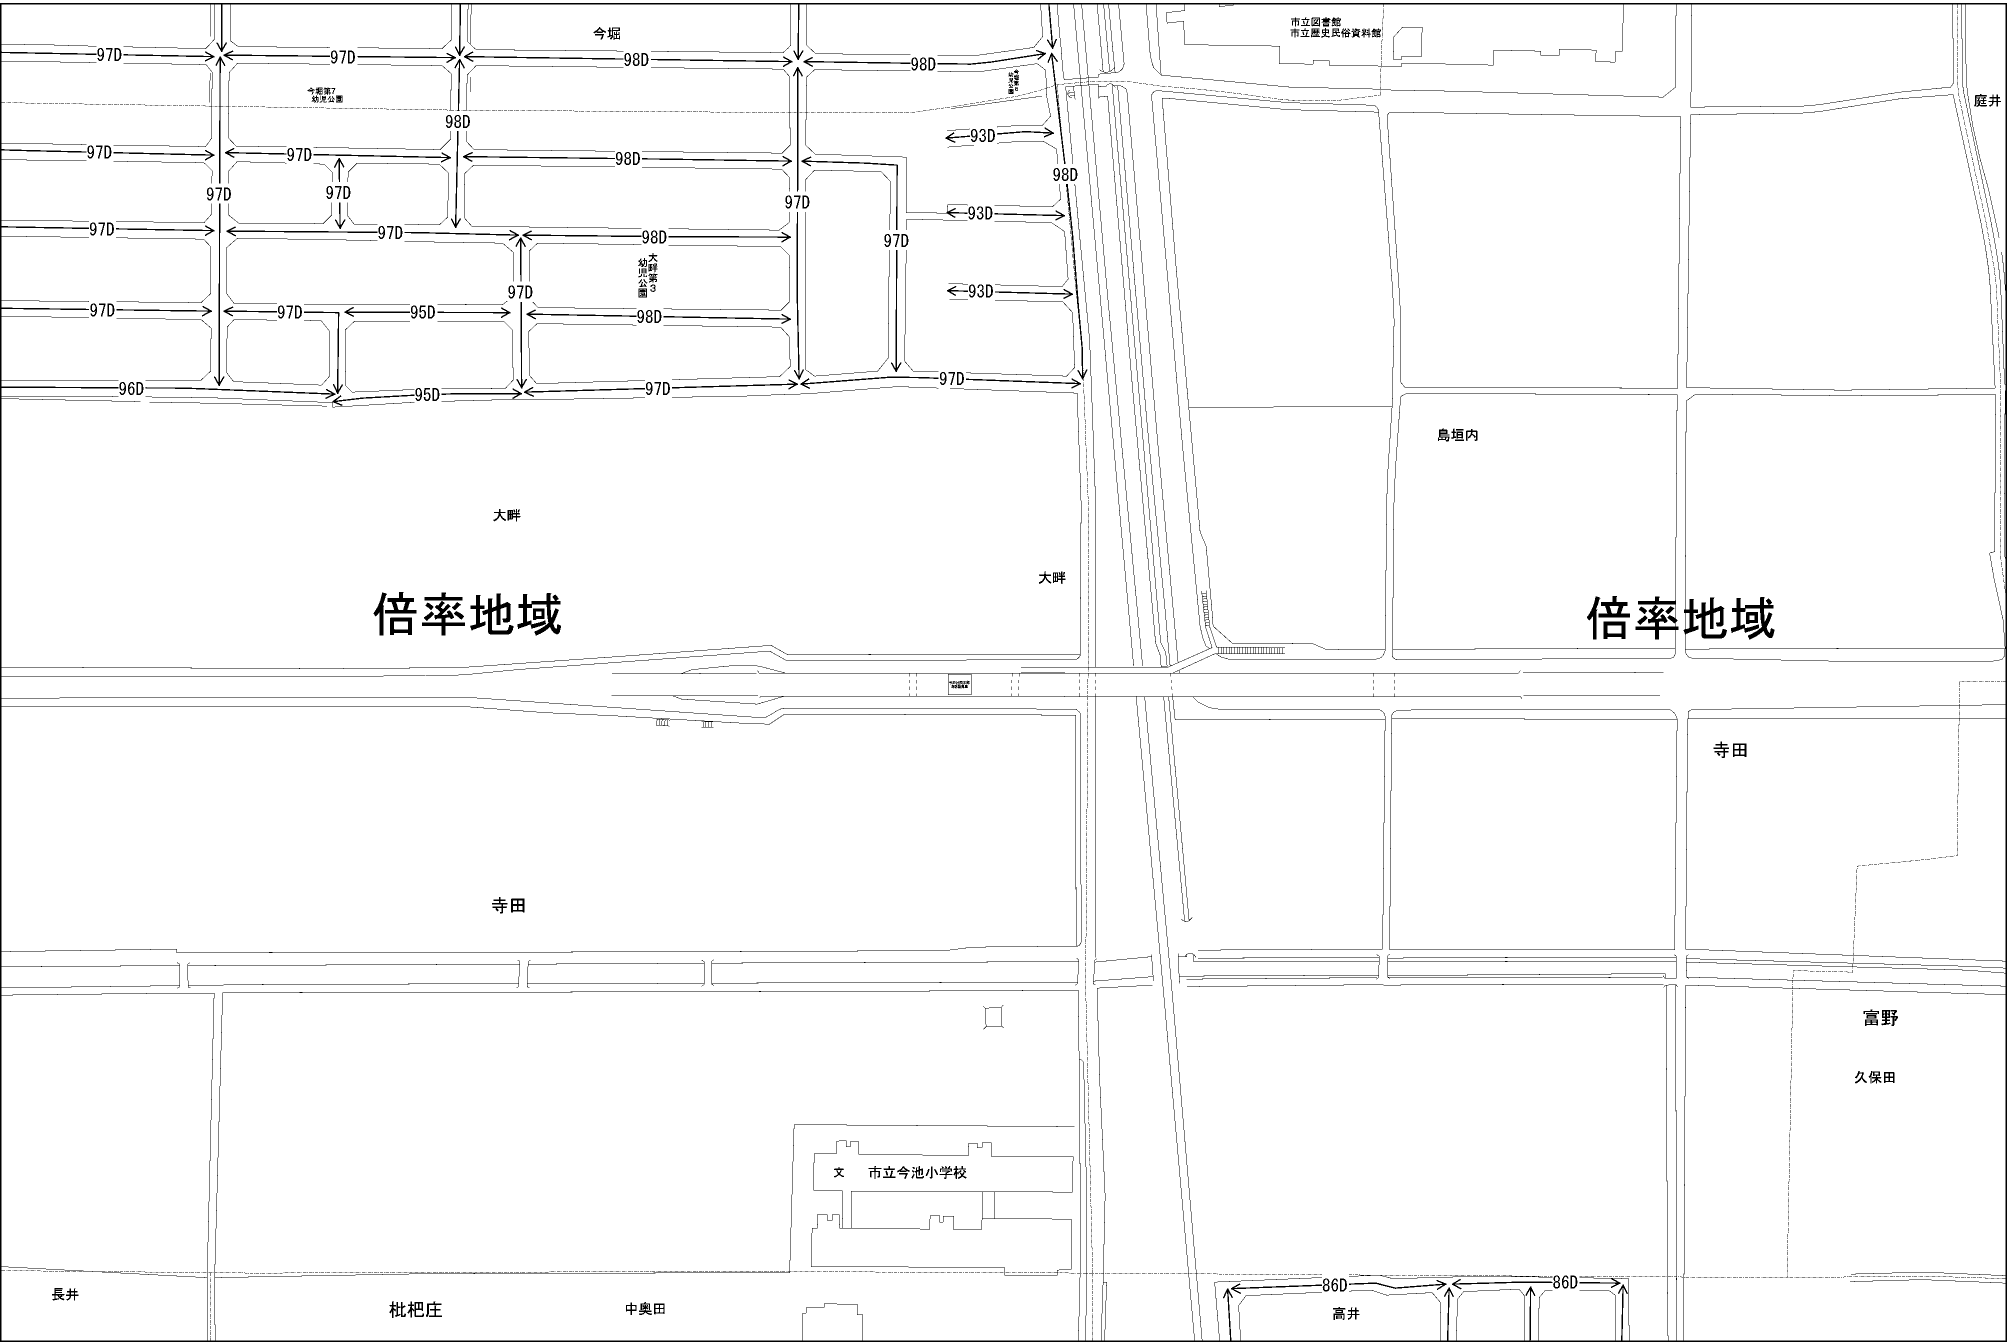 今堀
市立図書館
市立歴史民俗資料館
97D
97D
98D
98D
今堀第7
幼児公園
庭井
98D
93D
97D
97D
98D
98D
97D
97D
97D
93D
97D
97D
98D
97D
大畔第3
幼児公園
97D
93D
97D
97D
95D
98D
96D
95D
97D
97D
島垣内
大畔
大畔
倍率地域
倍率地域
寺田
寺田
富野
久保田
文 市立今池小学校
長井
枇杷庄
中奥田
86D
86D
高井